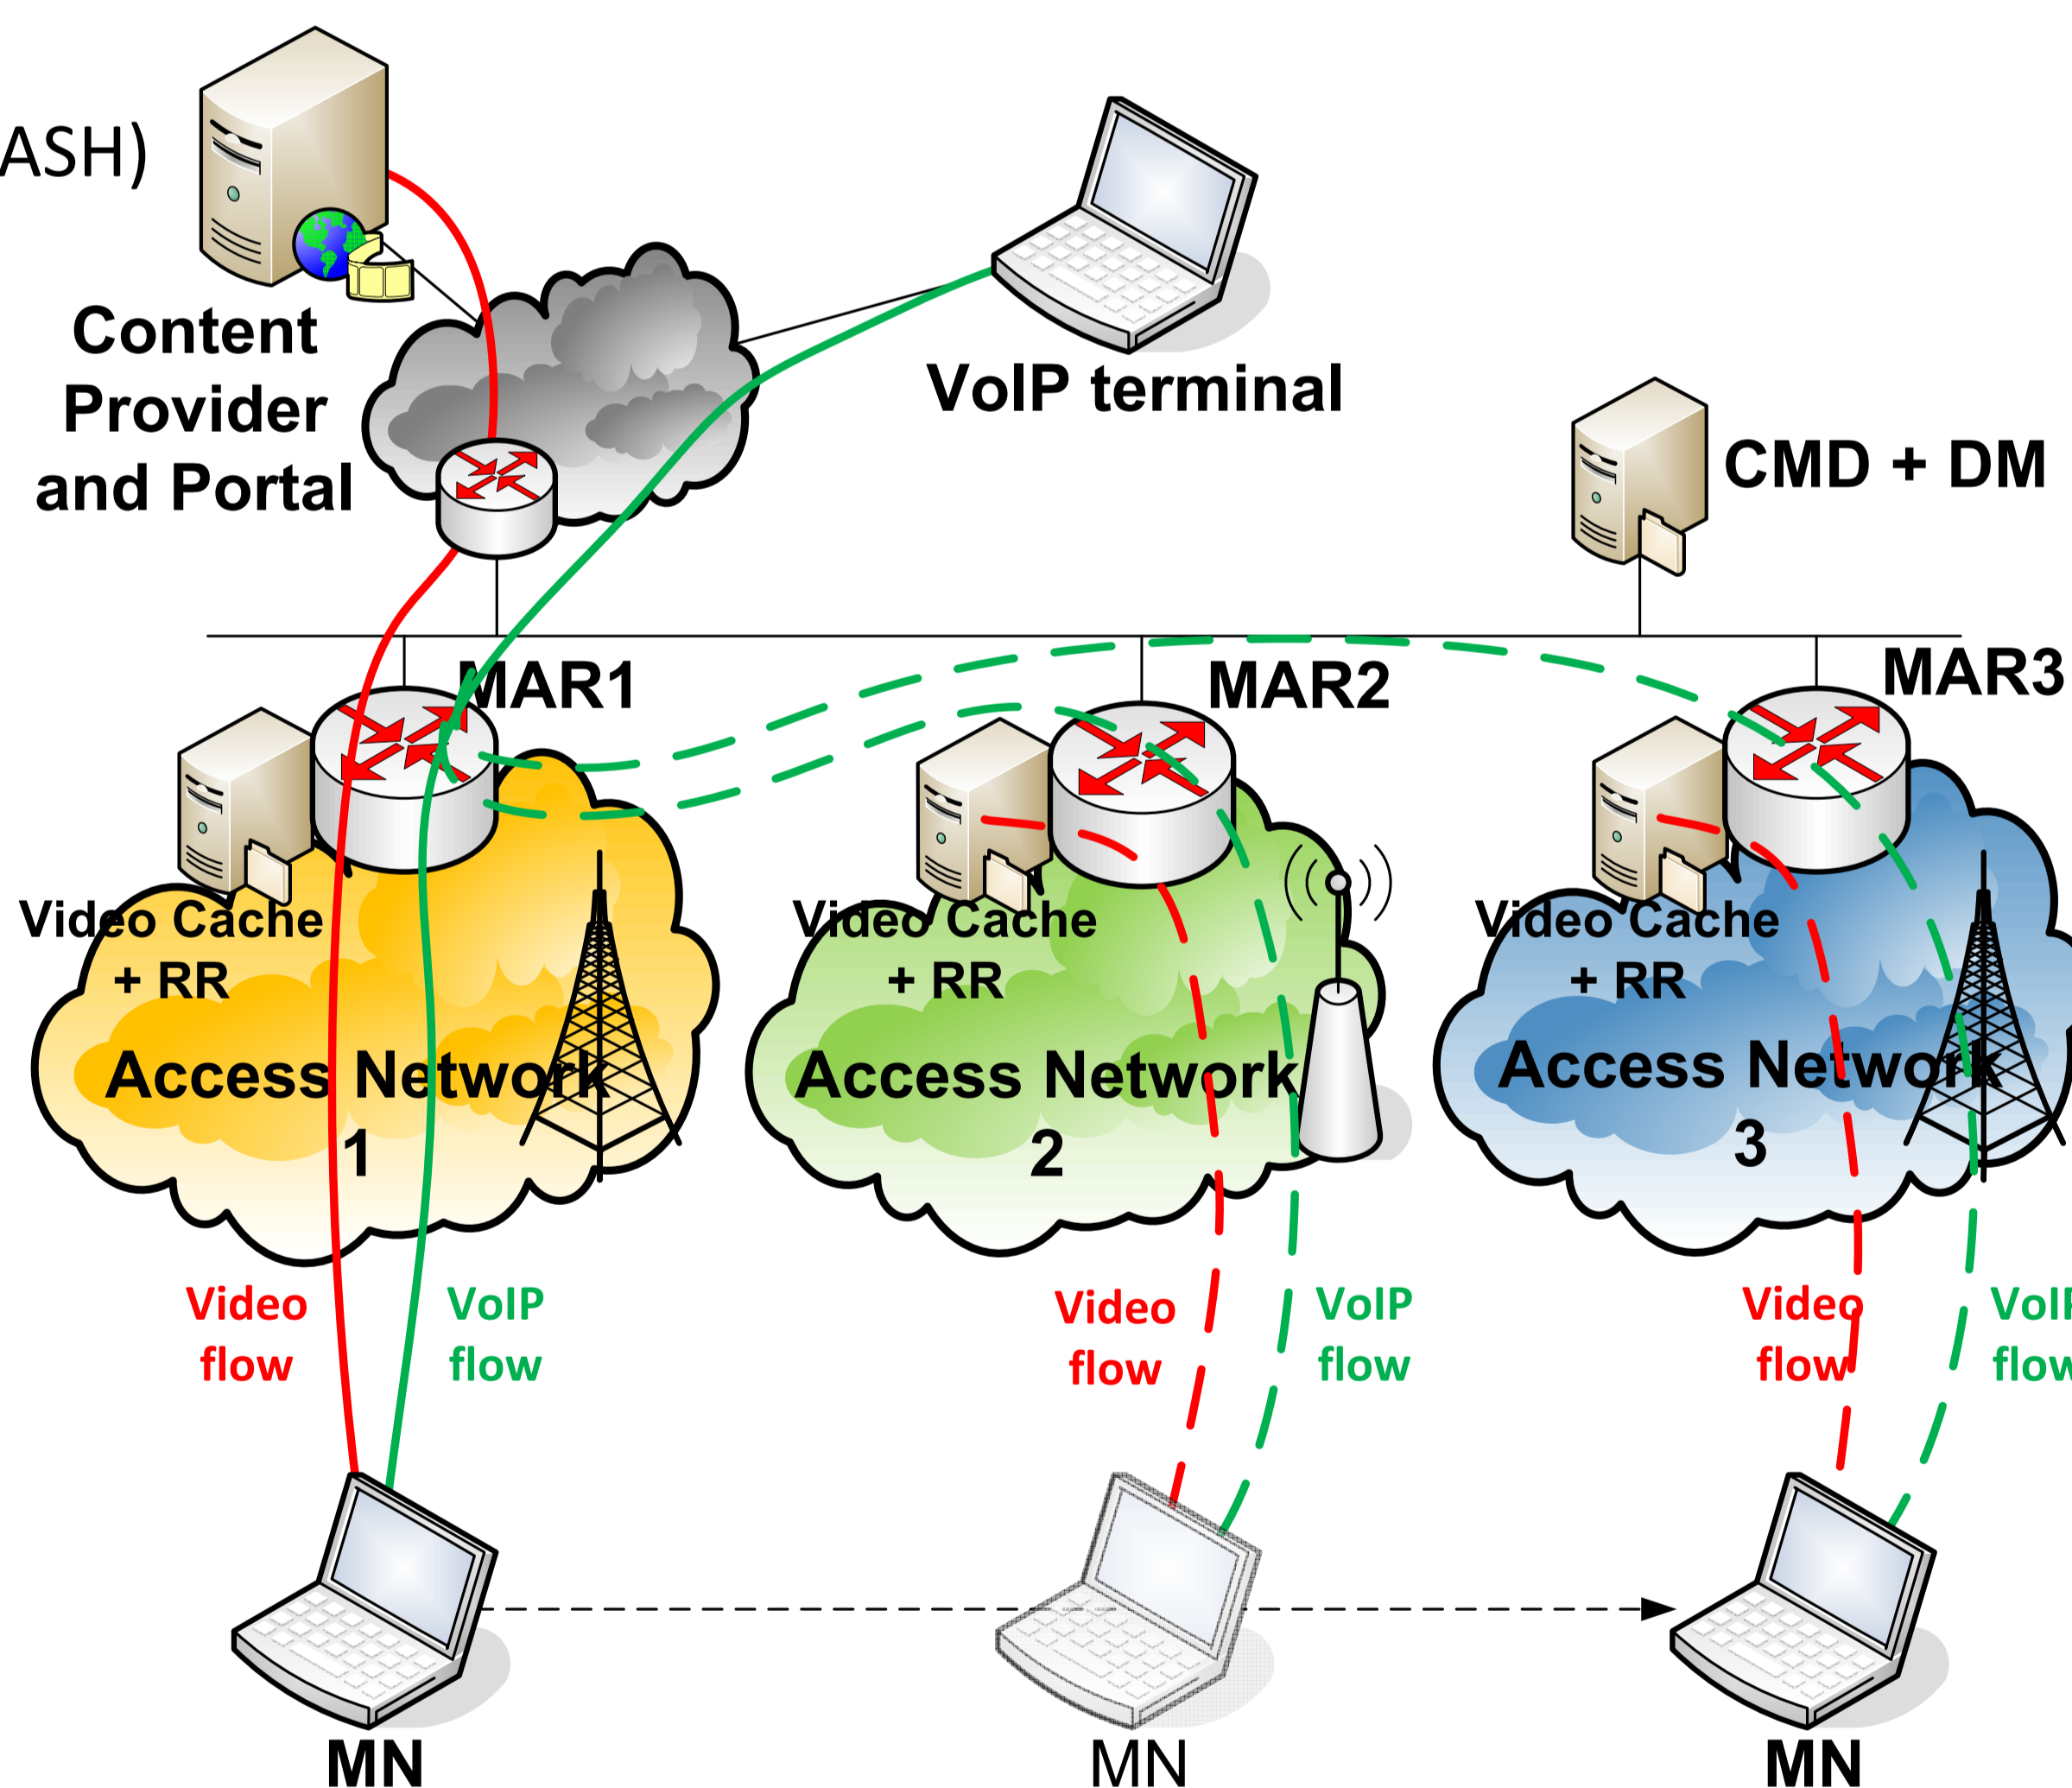 ASH)
Content
Provider
and Portal
VoIP terminal
CMD + DM
MAR1
MAR2
MAR3
Video Cache
+ RR
Video Cache
+ RR
Video Cache
+ RR
Access Network
1
Access Network
2
Access Network
3
Video
flow
VoIP
flow
Video
flow
VoIP
flow
Video
flow
VoIP
flow
MN
MN
MN